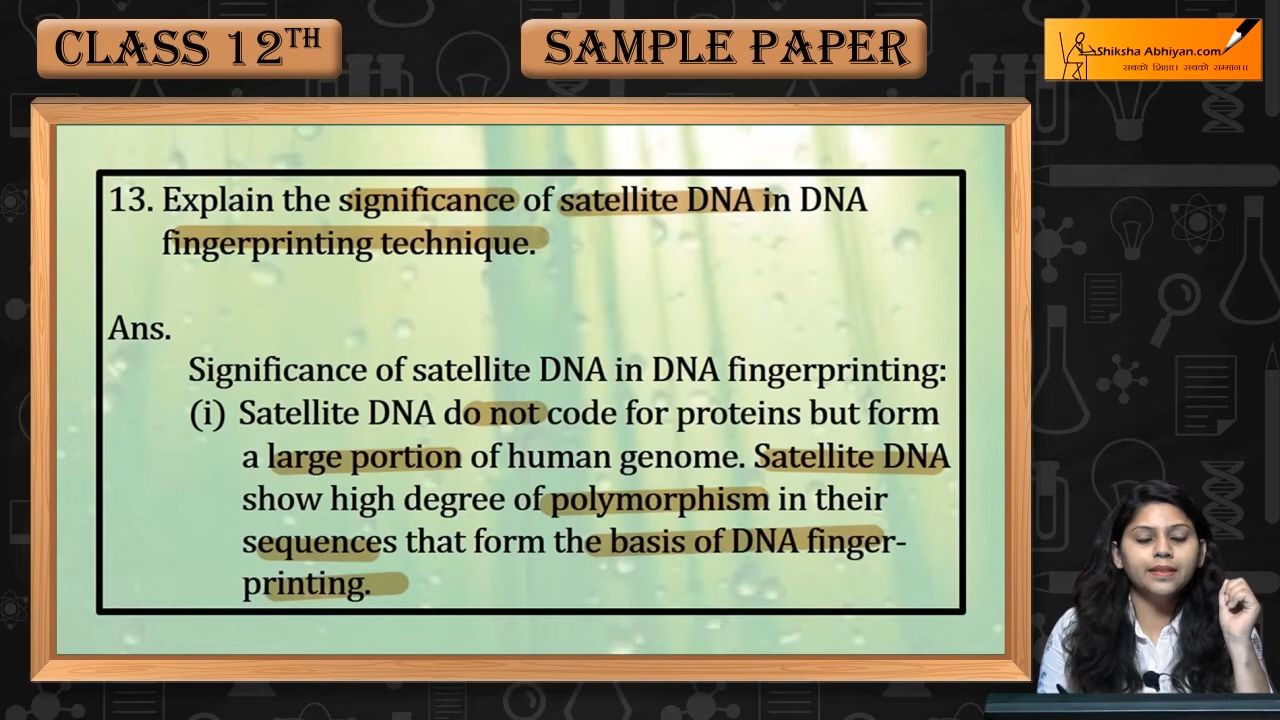 CLASS 12TH
SAMPLE PAPER
Shiksha Abhiyan.com
सबको शिक्षा। सबको सम्मान।।
13. Explain the significance of satellite DNA in DNA
fingerprinting technique.
Ans.
Significance of satellite DNA in DNA fingerprinting:
(i) Satellite DNA do not code for proteins but form
a large portion of human genome. Satellite DNA
show high degree of polymorphism in their
sequences that form the basis of DNA finger-
printing.